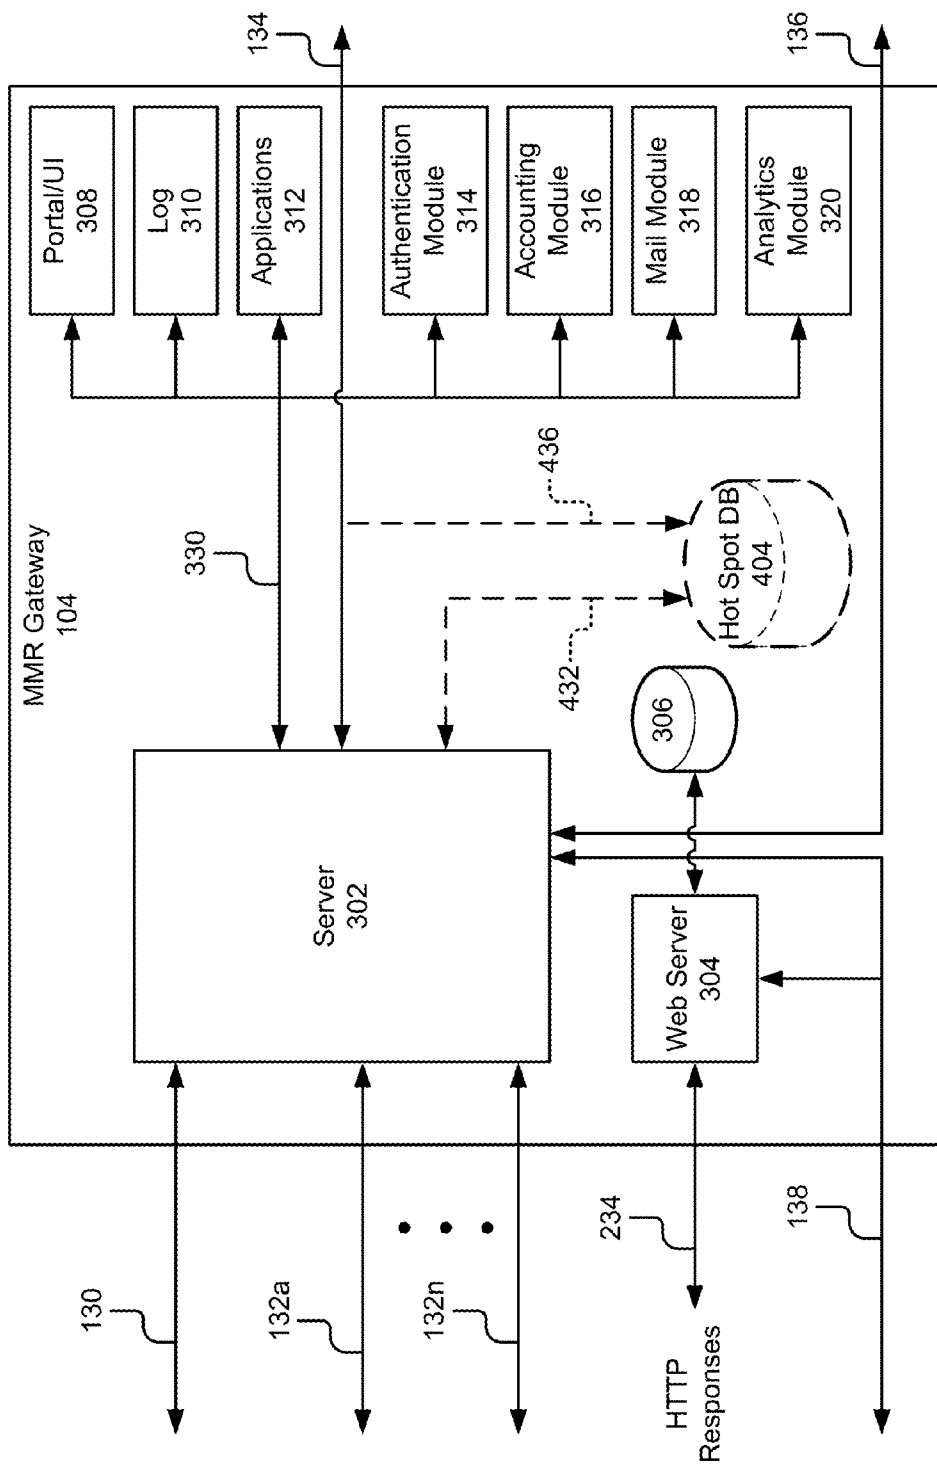 MMR Gateway
104
130
132a
132n
234
HTTP
Responses
138
Server
302
Web Server
304
306
330
432
436
Hot Spot DB
404
Portal/UI
308
Log
310
Applications
312
Authentication
Module
314
Accounting
Module
316
Mail Module
318
Analytics
Module
320
134
136